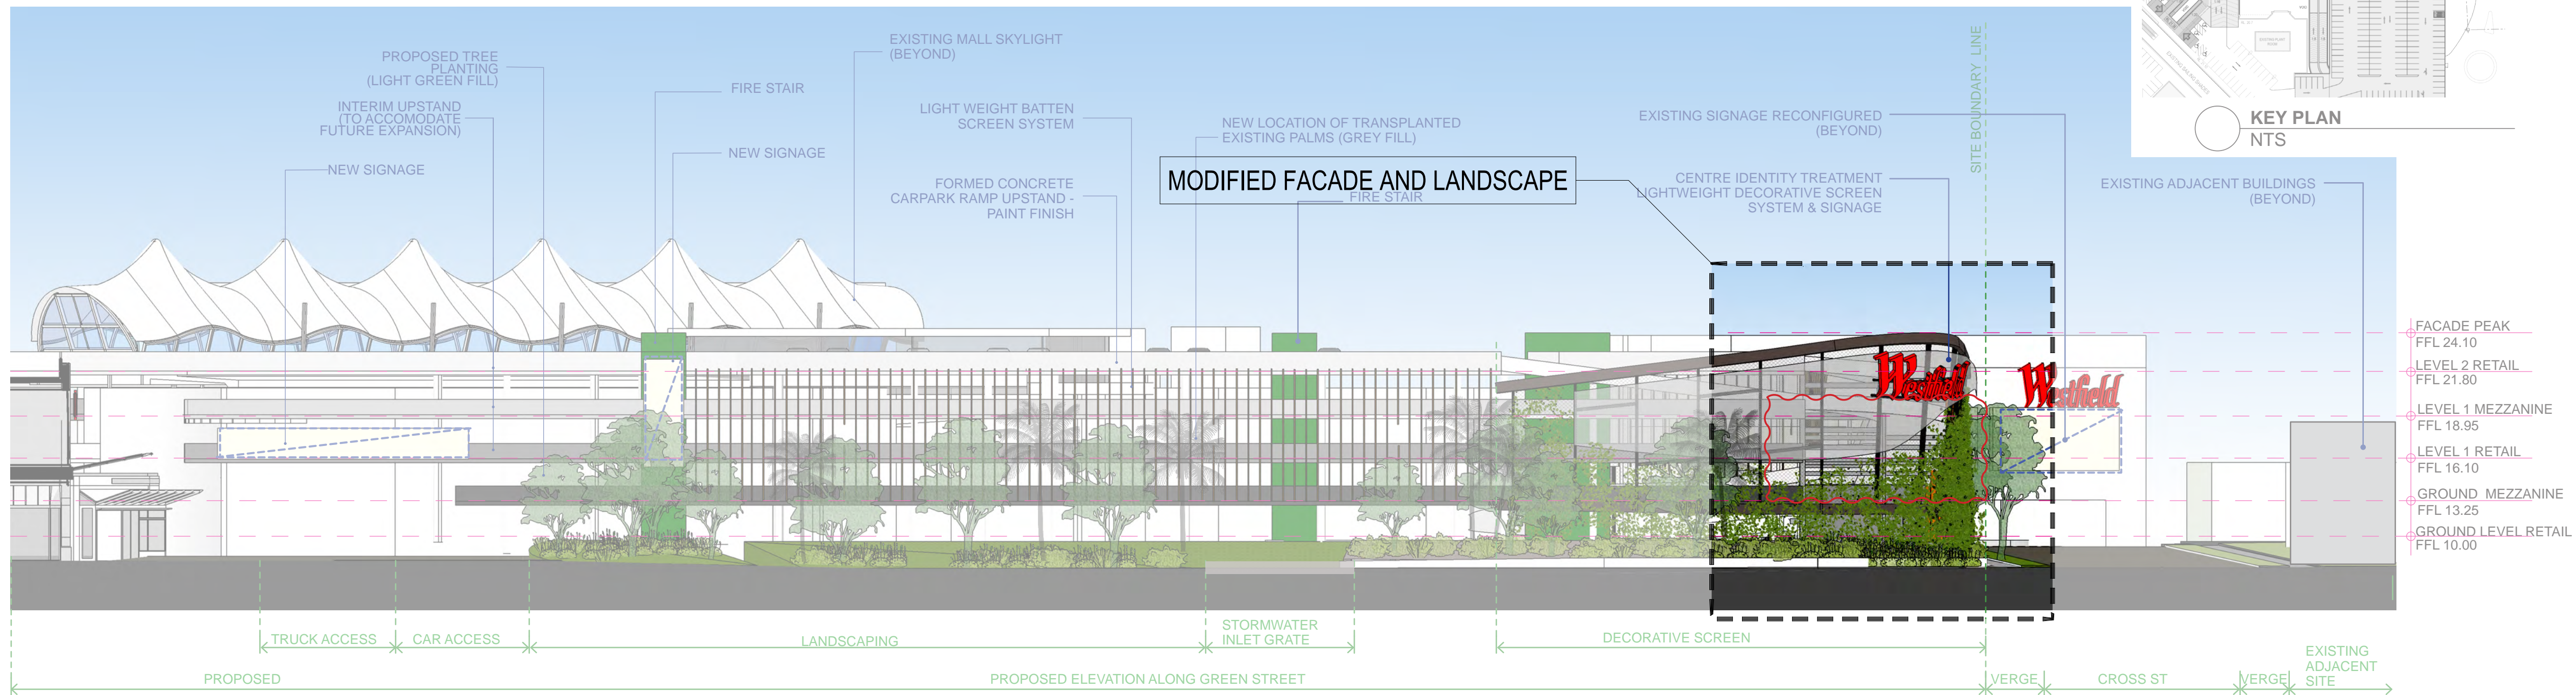 EXISTING MALL SKYLIGHT
(BEYOND)
PROPOSED TREE
PLANTING
(LIGHT GREEN FILL)
FIRE STAIR
INTERIM UPSTAND
(TO ACCOMODATE
FUTURE EXPANSION)
LIGHT WEIGHT BATTEN
SCREEN SYSTEM
NEW SIGNAGE
NEW SIGNAGE
NEW LOCATION OF TRANSPLANTED
EXISTING PALMS (GREY FILL)
FORMED CONCRETE
CARPARK RAMP UPSTAND -
PAINT FINISH
MODIFIED FACADE AND LANDSCAPE
FIRE STAIR
EXISTING SIGNAGE RECONFIGURED
(BEYOND)
CENTRE IDENTITY TREATMENT
LIGHTWEIGHT DECORATIVE SCREEN
SYSTEM & SIGNAGE
SITE BOUNDARY LINE
KEY PLAN
NTS
EXISTING ADJACENT BUILDINGS
(BEYOND)
Westfield
Westfield
FACADE PEAK
FFL 24.10
LEVEL 2 RETAIL
FFL 21.80
LEVEL 1 MEZZANINE
FFL 18.95
LEVEL 1 RETAIL
FFL 16.10
GROUND MEZZANINE
FFL 13.25
GROUND LEVEL RETAIL
FFL 10.00
TRUCK ACCESS
CAR ACCESS
LANDSCAPING
STORMWATER
INLET GRATE
DECORATIVE SCREEN
PROPOSED
PROPOSED ELEVATION ALONG GREEN STREET
VERGE
CROSS ST
VERGE
EXISTING
ADJACENT
SITE